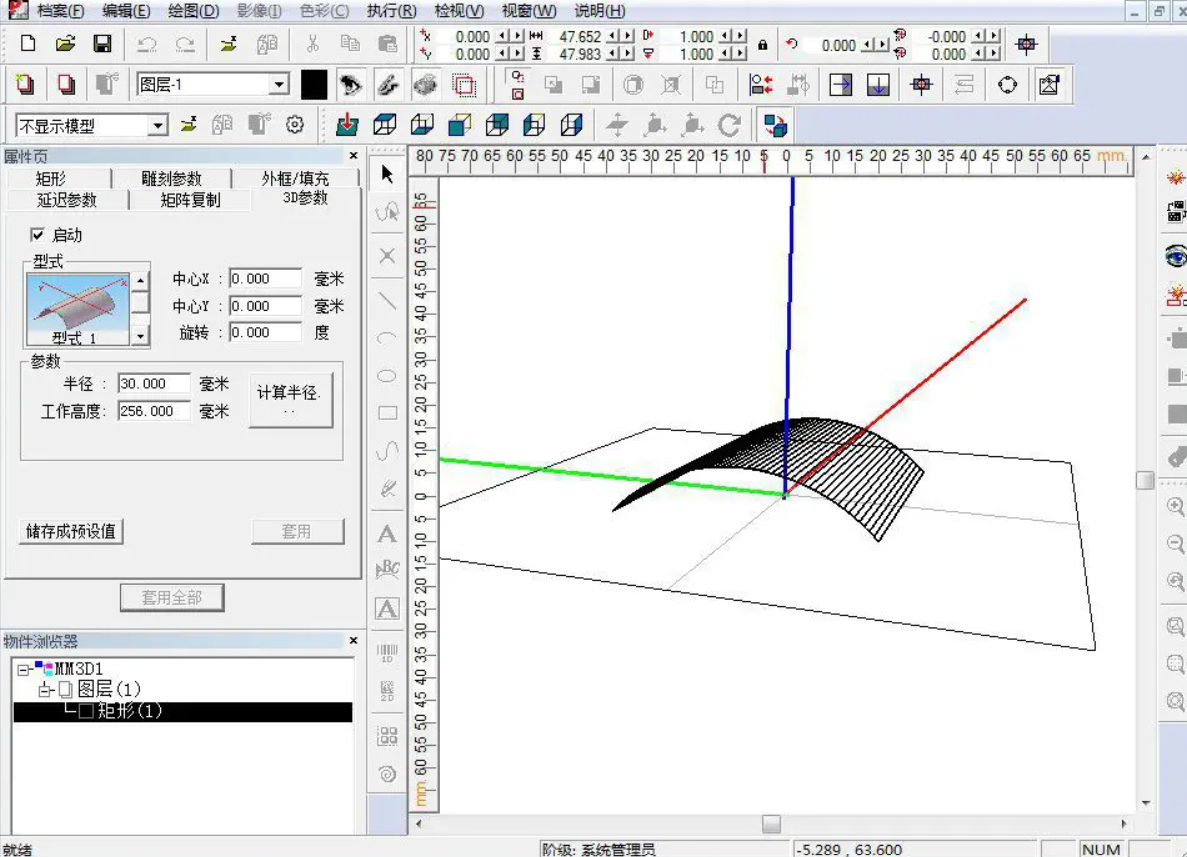 档案(F) 编辑(E) 绘图(D) 影像(I) 色彩(C) 执行(R) 检视(V) 视窗(W) 说明(H)
X 0.000 47.652 1.000 0.000 -0.000
Y 0.000 47.983 1.000 0.000
图层-1
不显示模型
属性页
矩形 雕刻参数 外框/填充
延迟参数 矩阵复制 3D参数
启动
型式
Y X
型式 1
中心X : 0.000 毫米
中心Y : 0.000 毫米
旋转 : 0.000 度
参数
半径 : 30.000 毫米
工作高度: 256.000 毫米
计算半径.
. .
储存成预设值 套用
套用全部
物件浏览器
MM3D1
图层(1)
矩形(1)
A
ABC
A
1D
2D
80 75 70 65 60 55 50 45 40 35 30 25 20 15 10 5 0 5 10 15 20 25 30 35 40 45 50 55 60 65 mm.
65 60 55 50 45 40 35 30 25 20 15 10 5 0 5 10 15 20 25 30 35 40 45 50 55 60 mm.
就绪 阶级: 系统管理员 -5.289 , 63.600 NUM